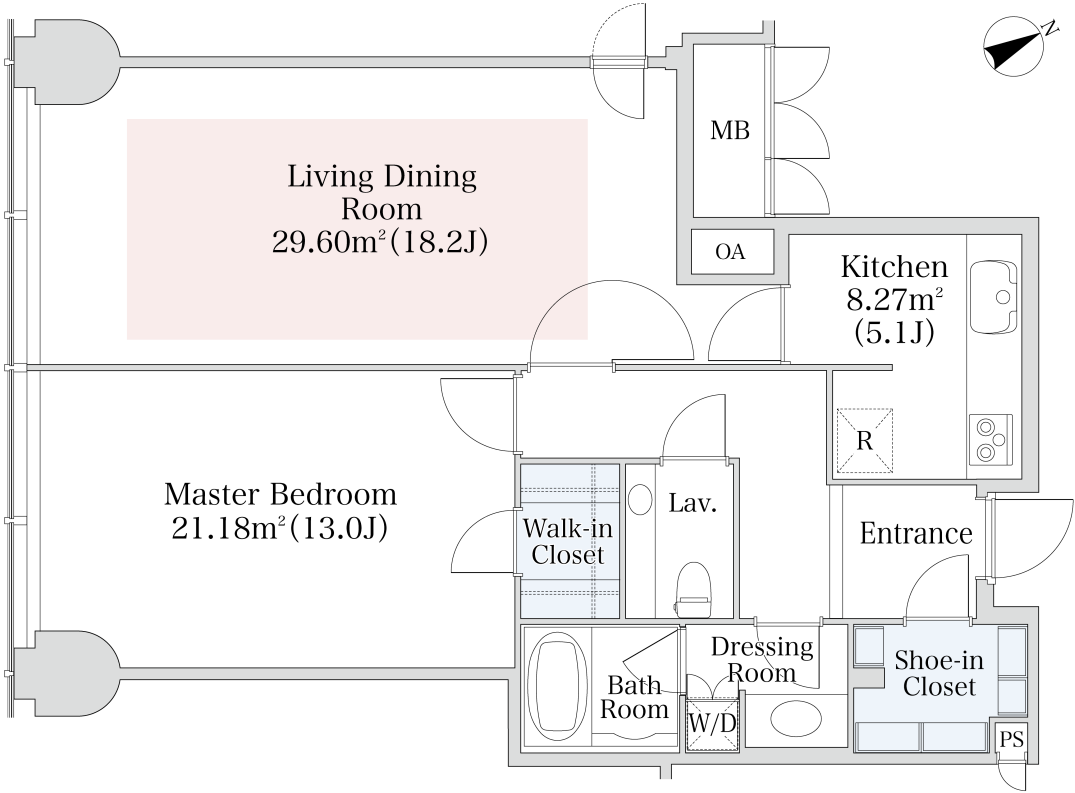 N
MB
Living Dining
Room
29.60m²(18.2J)
OA
Kitchen
8.27m²
(5.1J)
R
Master Bedroom
21.18m²(13.0J)
Walk-in
Closet
Lav.
Entrance
Dressing
Room
Shoe-in
Closet
Bath
Room
W/D
PS